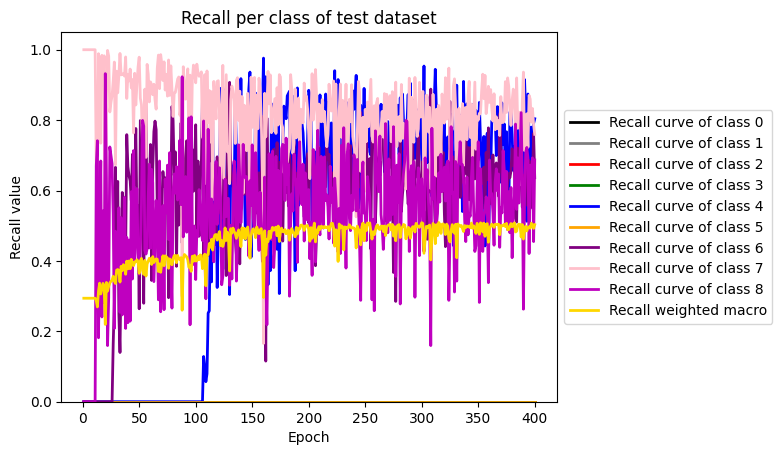 Recall per class of test dataset
Recall value
1.0
0.8
0.6
0.4
0.2
0.0
0 50 100 150 200 250 300 350 400
Epoch
Recall curve of class 0
Recall curve of class 1
Recall curve of class 2
Recall curve of class 3
Recall curve of class 4
Recall curve of class 5
Recall curve of class 6
Recall curve of class 7
Recall curve of class 8
Recall weighted macro